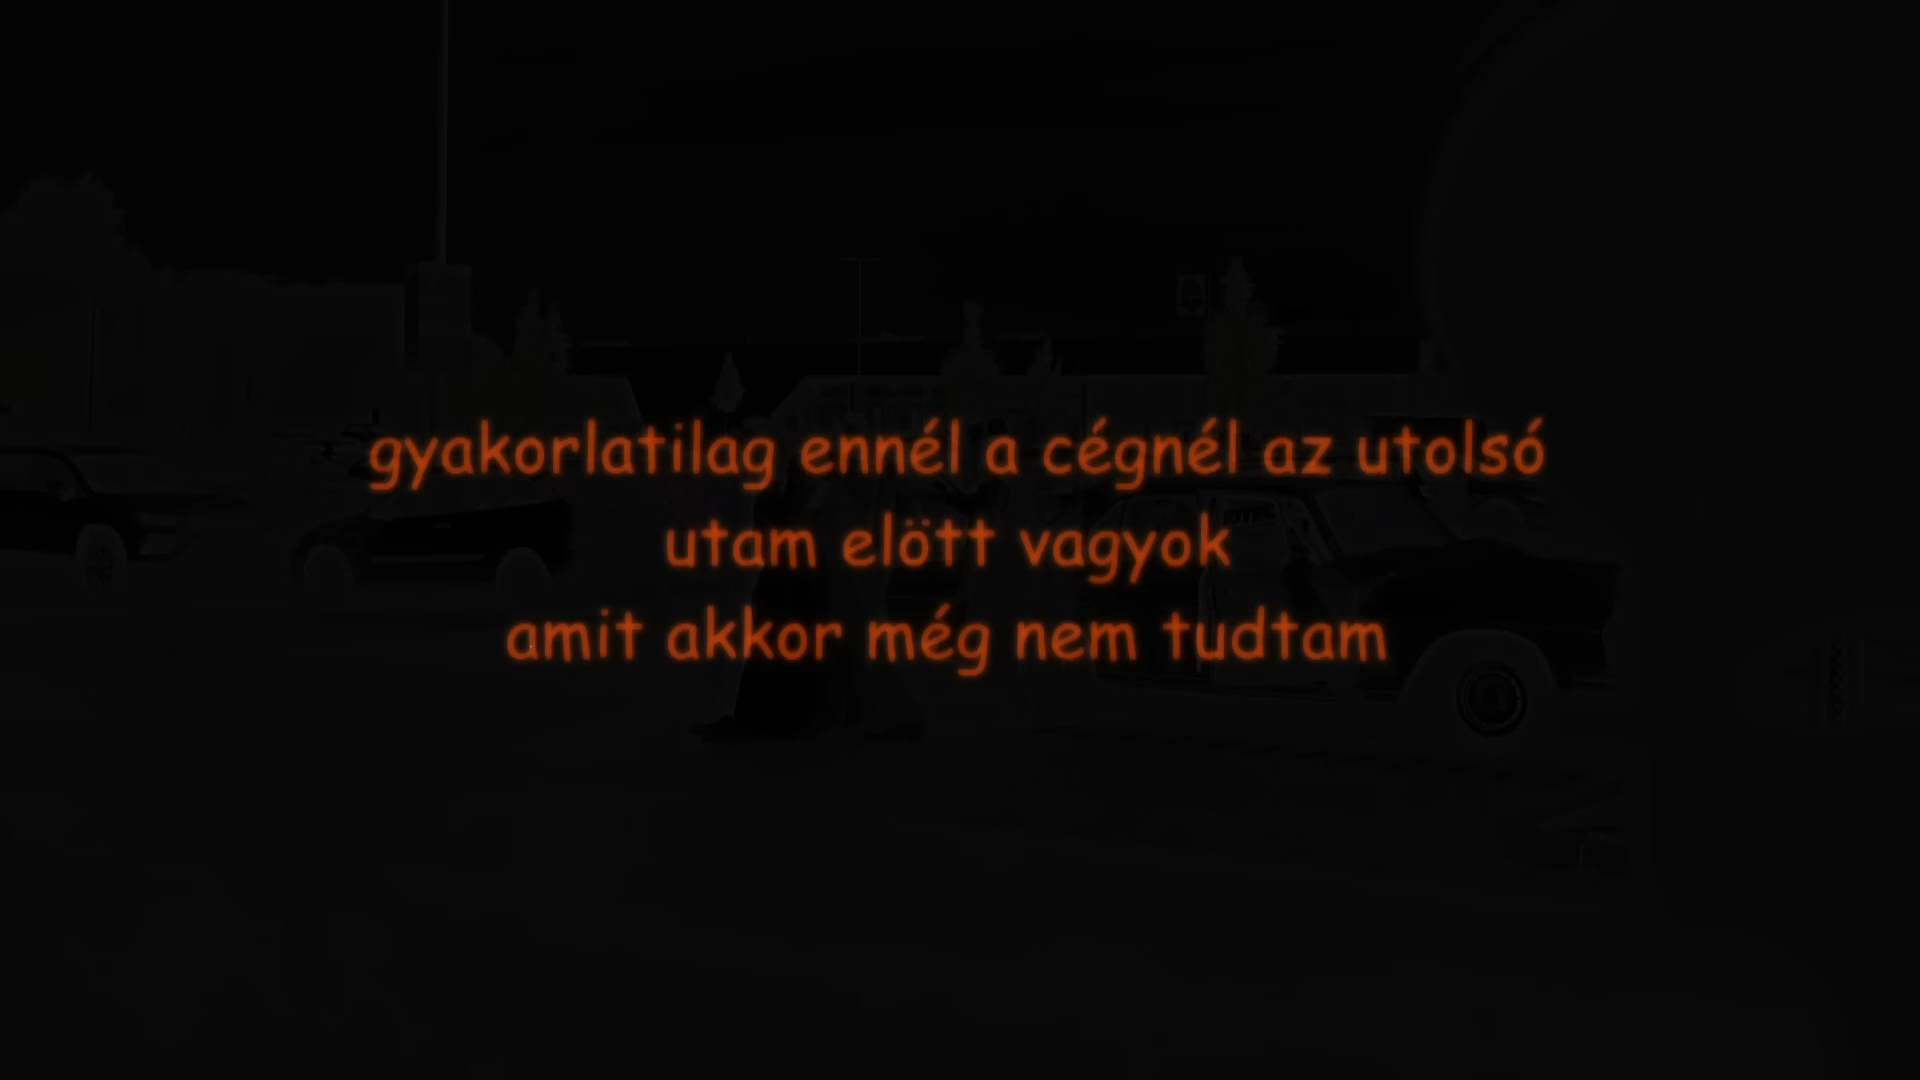 gyakorlatilag ennél a cégnél az utolsó
utam elött vagyok
amit akkor még nem tudtam